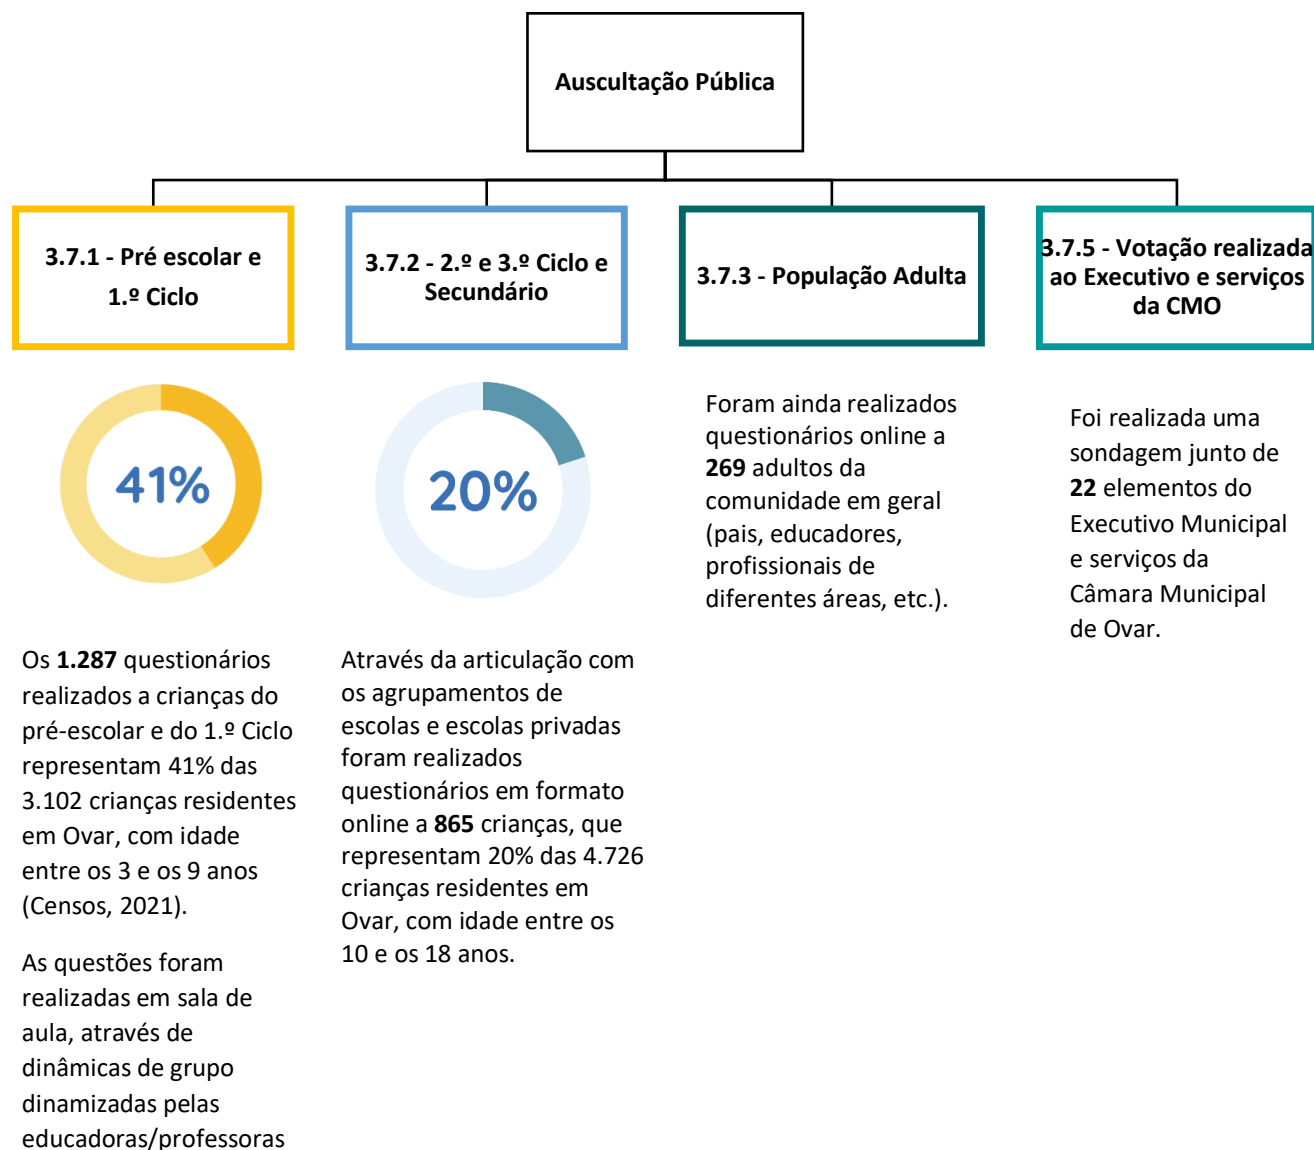 Auscultação Pública
3.7.1 - Pré escolar e
1.º Ciclo
3.7.2 - 2.º e 3.º Ciclo e
Secundário
3.7.3 - População Adulta
3.7.5 - Votação realizada
ao Executivo e serviços
da CMO
41%
Os 1.287 questionários
realizados a crianças do
pré-escolar e do 1.º Ciclo
representam 41% das
3.102 crianças residentes
em Ovar, com idade
entre os 3 e os 9 anos
(Censos, 2021).
As questões foram
realizadas em sala de
aula, através de
dinâmicas de grupo
dinamizadas pelas
educadoras/professoras
20%
Através da articulação com
os agrupamentos de
escolas e escolas privadas
foram realizados
questionários em formato
online a 865 crianças, que
representam 20% das 4.726
crianças residentes em
Ovar, com idade entre os
10 e os 18 anos.
Foram ainda realizados
questionários online a
269 adultos da
comunidade em geral
(pais, educadores,
profissionais de
diferentes áreas, etc.).
Foi realizada uma
sondagem junto de
22 elementos do
Executivo Municipal
e serviços da
Câmara Municipal
de Ovar.